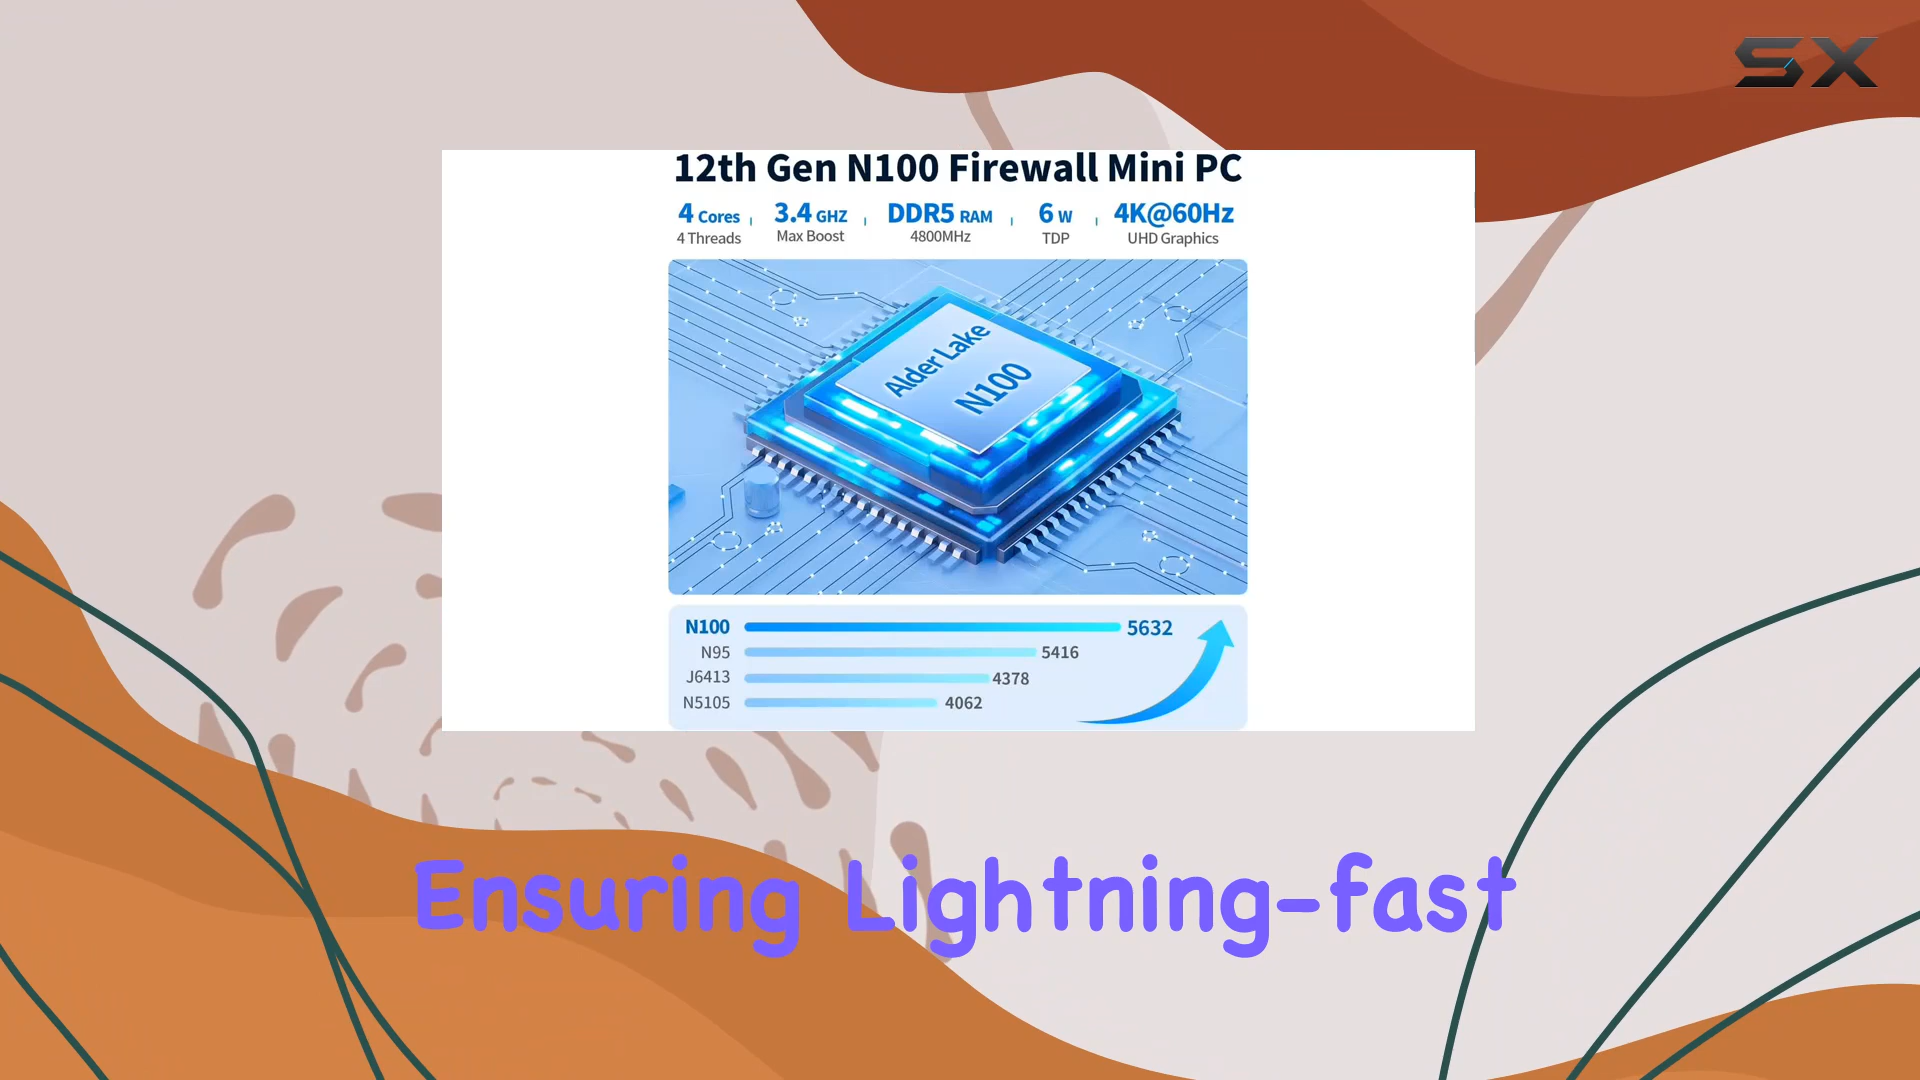 SX
12th Gen N100 Firewall Mini PC
4 Cores 3.4 GHZ DDR5 RAM 6 W 4K@60Hz
4 Threads Max Boost 4800MHz TDP UHD Graphics
Alder Lake
N100
N100 5632
N95 5416
J6413 4378
N5105 4062
Ensuring Lightning-fast